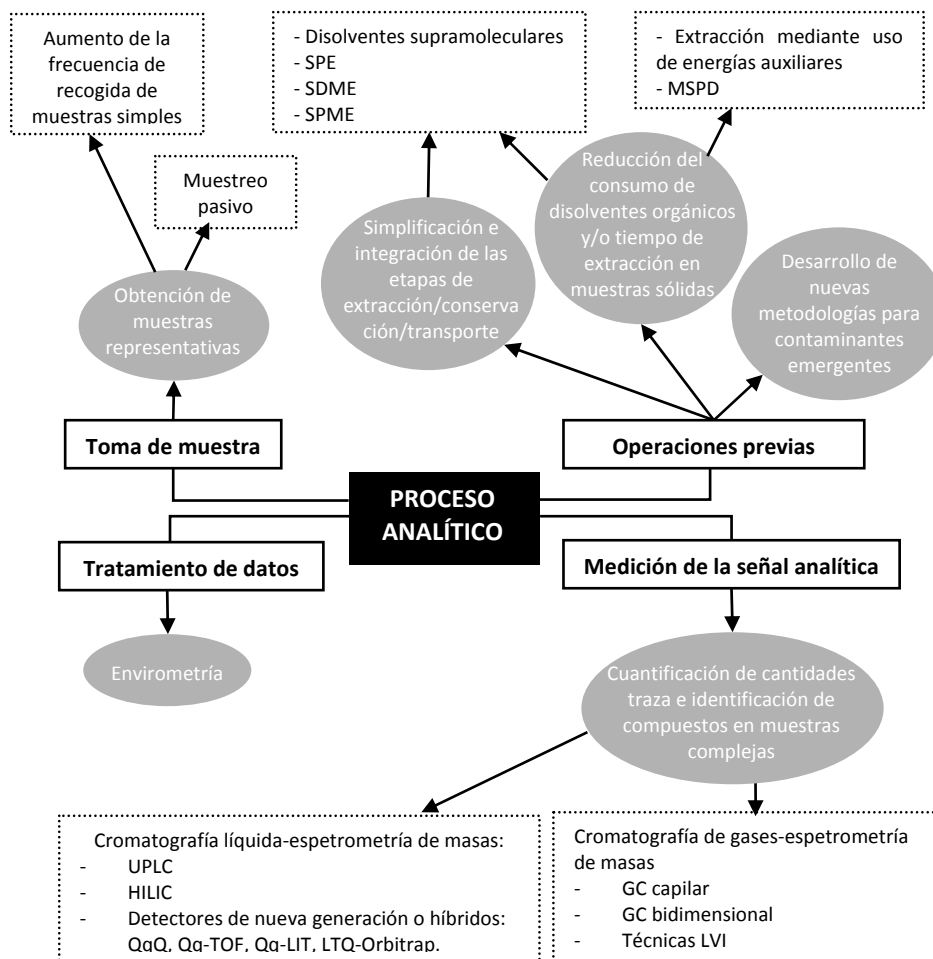 Aumento de la
frecuencia de
recogida de
muestras simples
- Disolventes supramoleculares
- SPE
- SDME
- SPME
- Extracción mediante uso
de energías auxiliares
- MSPD
Muestreo
pasivo
Obtención de
muestras
representativas
Simplificación e
integración de las
etapas de
extracción/conserva
ción/transporte
Reducción del
consumo de
disolventes orgánicos
y/o tiempo de
extracción en
muestras sólidas
Desarrollo de
nuevas
metodologías para
contaminantes
emergentes
Toma de muestra
Operaciones previas
PROCESO
ANALÍTICO
Tratamiento de datos
Medición de la señal analítica
Envirometría
Cuantificación de cantidades
traza e identificación de
compuestos en muestras
complejas
Cromatografía líquida-espetrometría de masas:
- UPLC
- HILIC
- Detectores de nueva generación o híbridos:
QqQ, Qq-TOF, Qq-LIT, LTQ-Orbitrap.
Cromatografía de gases-espetrometría
de masas
- GC capilar
- GC bidimensional
- Técnicas LVI